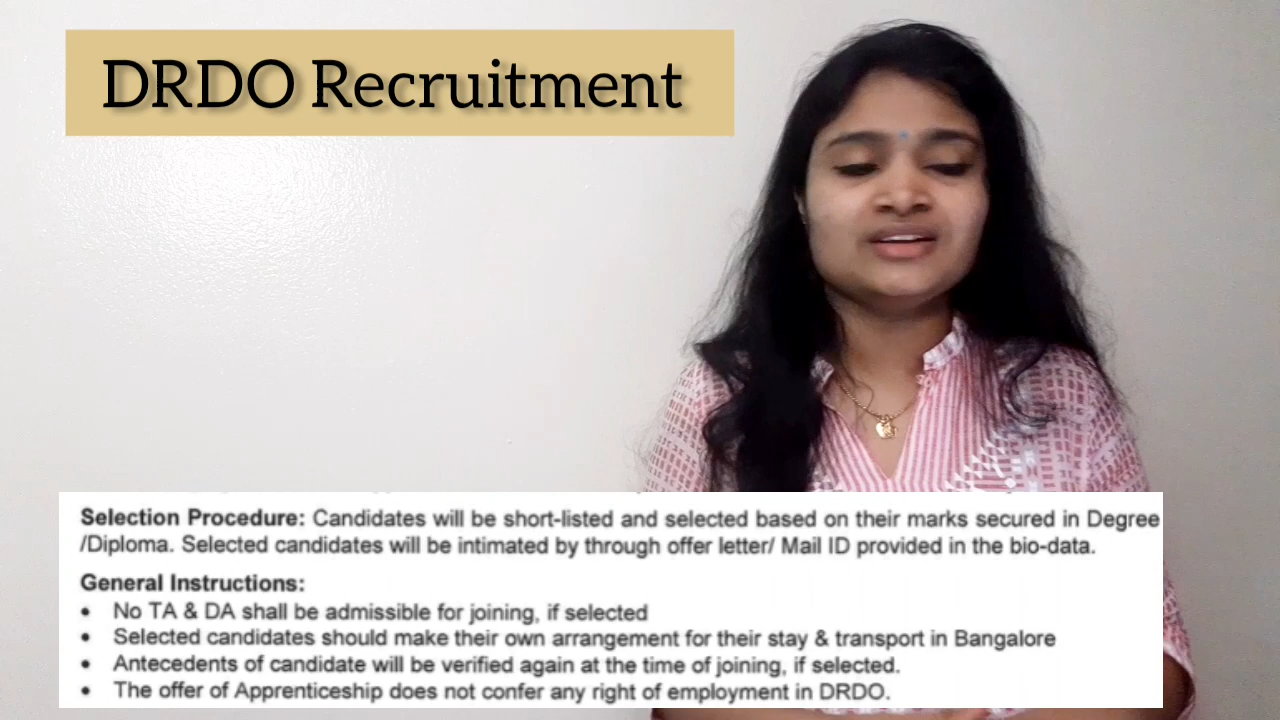 DRDO Recruitment
Selection Procedure: Candidates will be short-listed and selected based on their marks secured in Degree
/Diploma. Selected candidates will be intimated by through offer letter/ Mail ID provided in the bio-data.
General Instructions:
• No TA & DA shall be admissible for joining, if selected
• Selected candidates should make their own arrangement for their stay & transport in Bangalore
• Antecedents of candidate will be verified again at the time of joining, if selected.
• The offer of Apprenticeship does not confer any right of employment in DRDO.